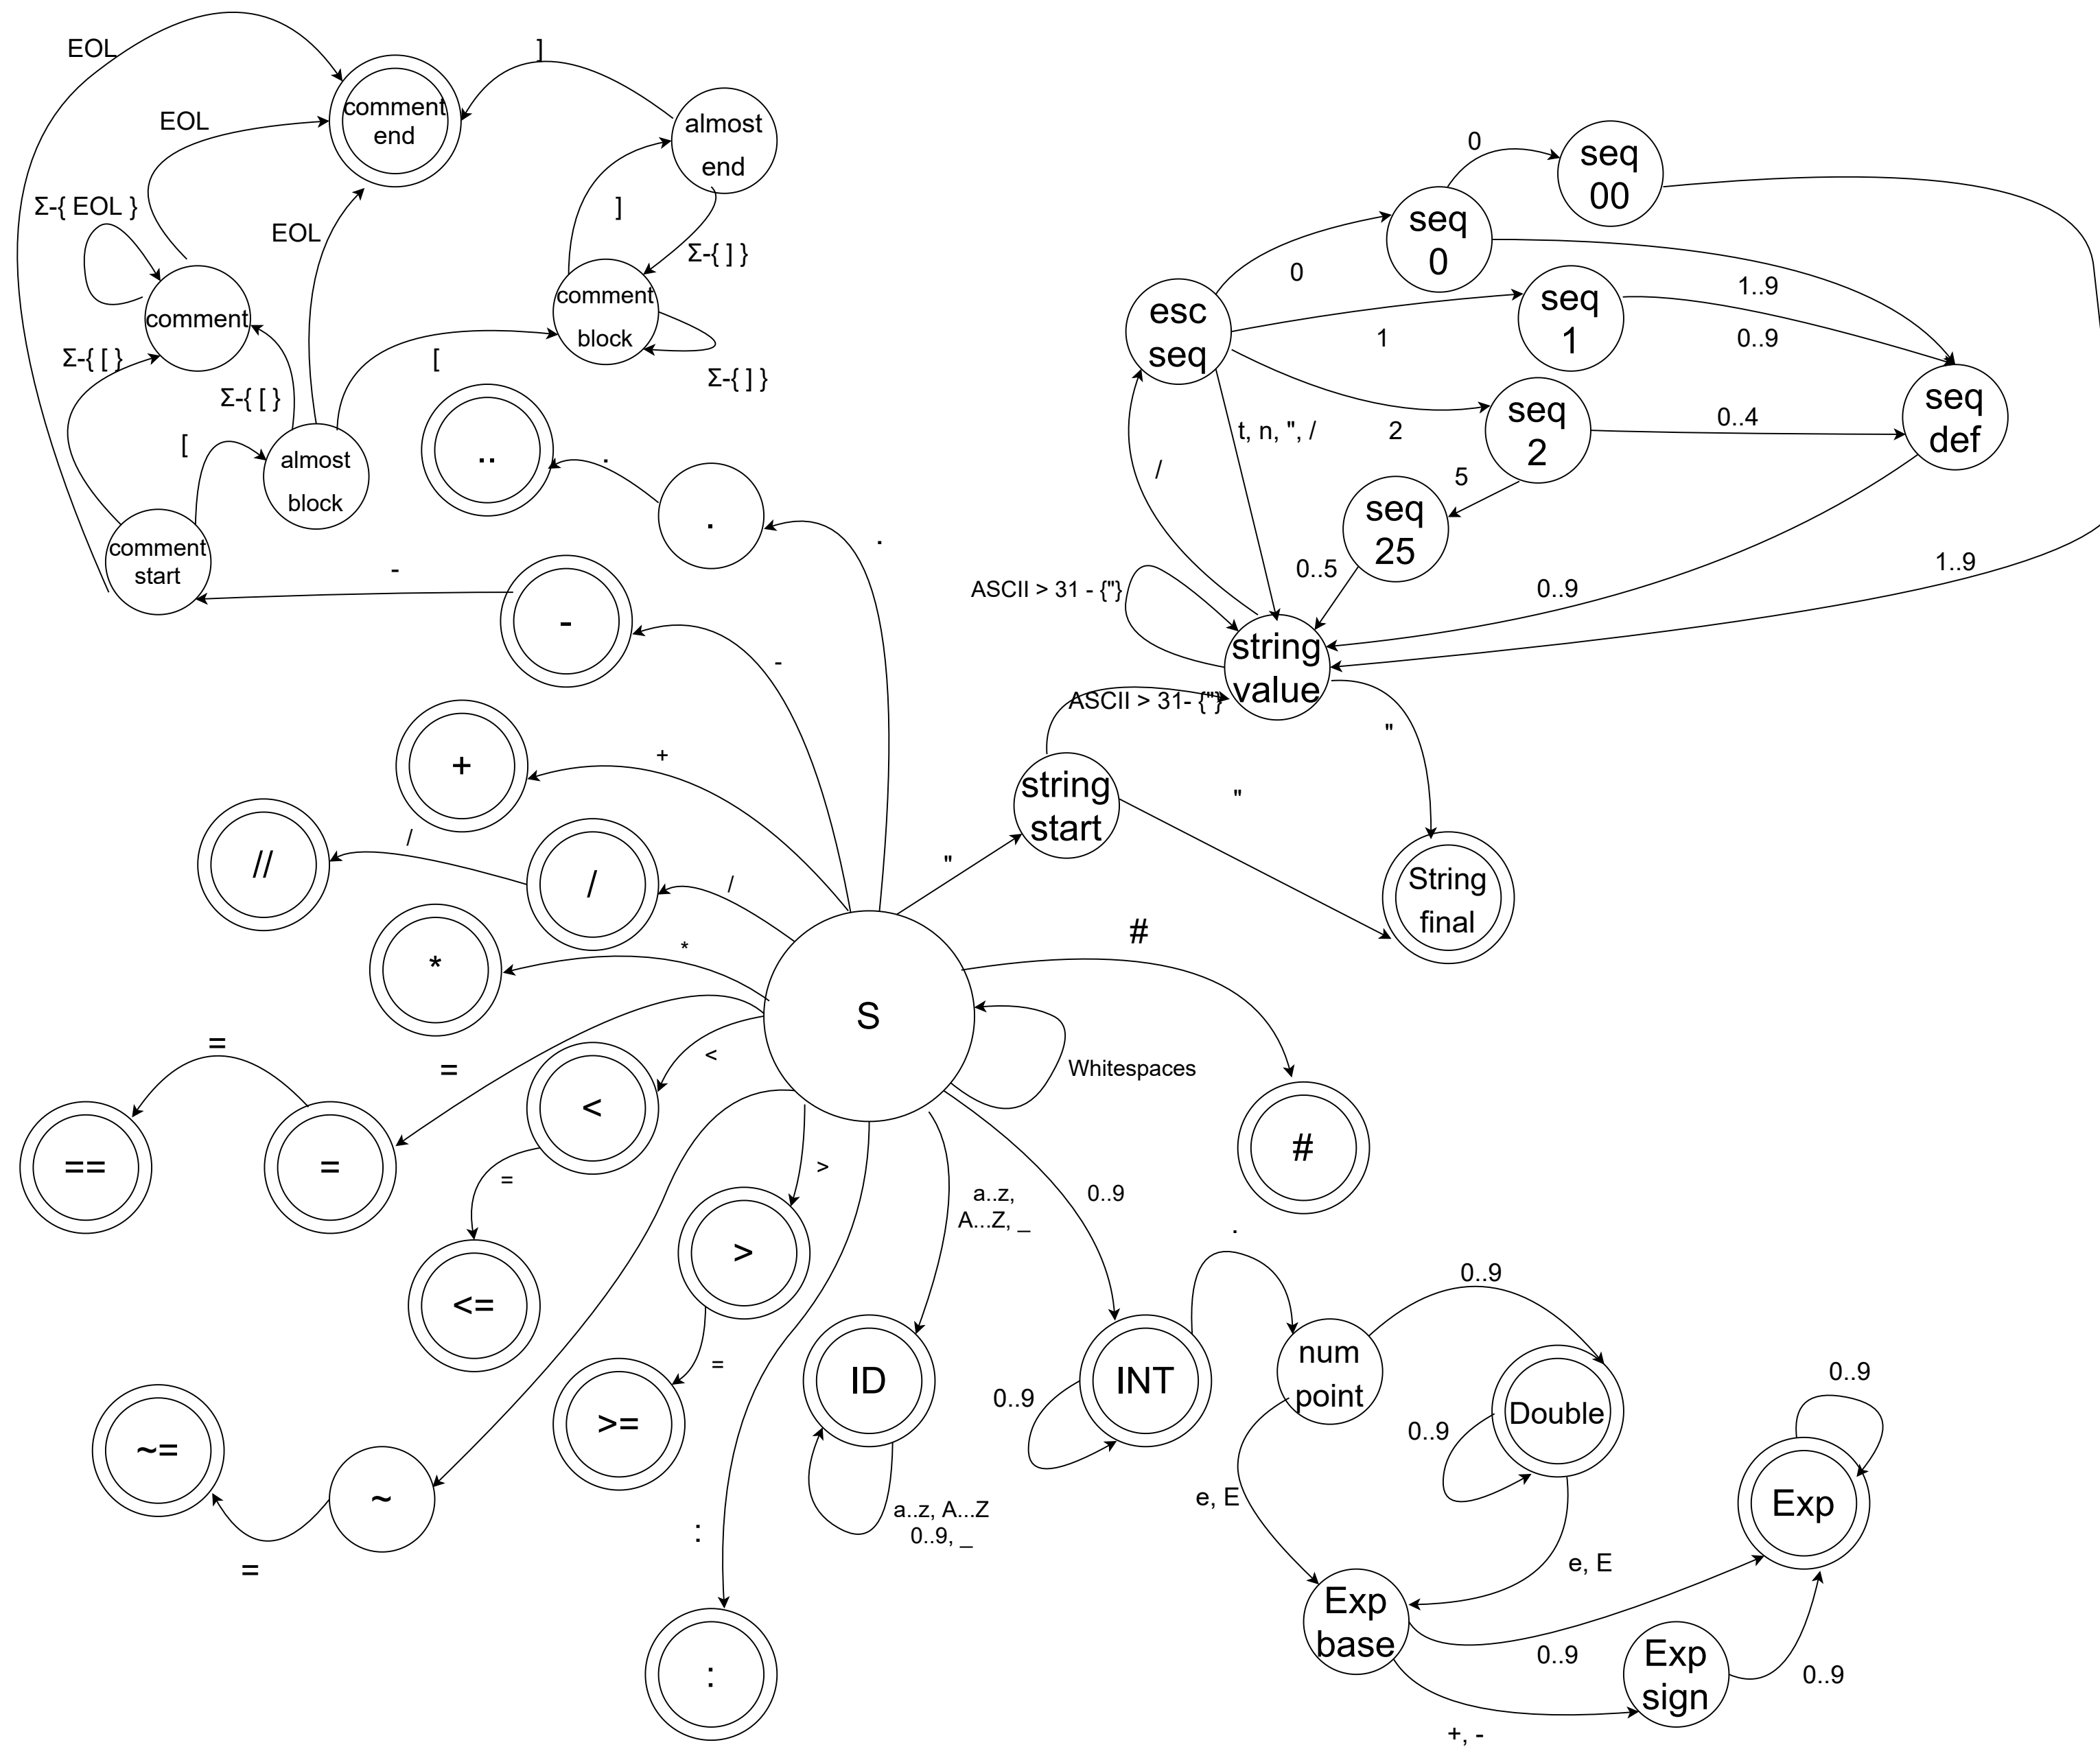 EOL
]
comment
end
almost
end
EOL
Σ-{ EOL }
EOL
]
Σ-{ ] }
comment
comment
block
Σ-{ [ }
[
Σ-{ ] }
Σ-{ [ }
[
almost
block
..
.
.
.
comment
start
-
-
-
0
seq
00
seq
0
0
1..9
esc
seq
seq
1
1
0..9
seq
def
seq
2
t, n, ", /
2
0..4
/
5
seq
25
0..5
1..9
ASCII > 31 - {"}
0..9
string
value
ASCII > 31- {"}
"
+
+
string
start
"
"
String
final
/
//
/
/
*
*
#
S
Whitespaces
#
=
=
<
<
==
=
=
<=
>
>
=
>=
a..z,
A...Z, _
0..9
ID
a..z, A...Z
0..9, _
INT
0..9
.
num
point
0..9
Double
0..9
0..9
Exp
e, E
e, E
~=
~
=
:
:
Exp
base
0..9
Exp
sign
0..9
+, -